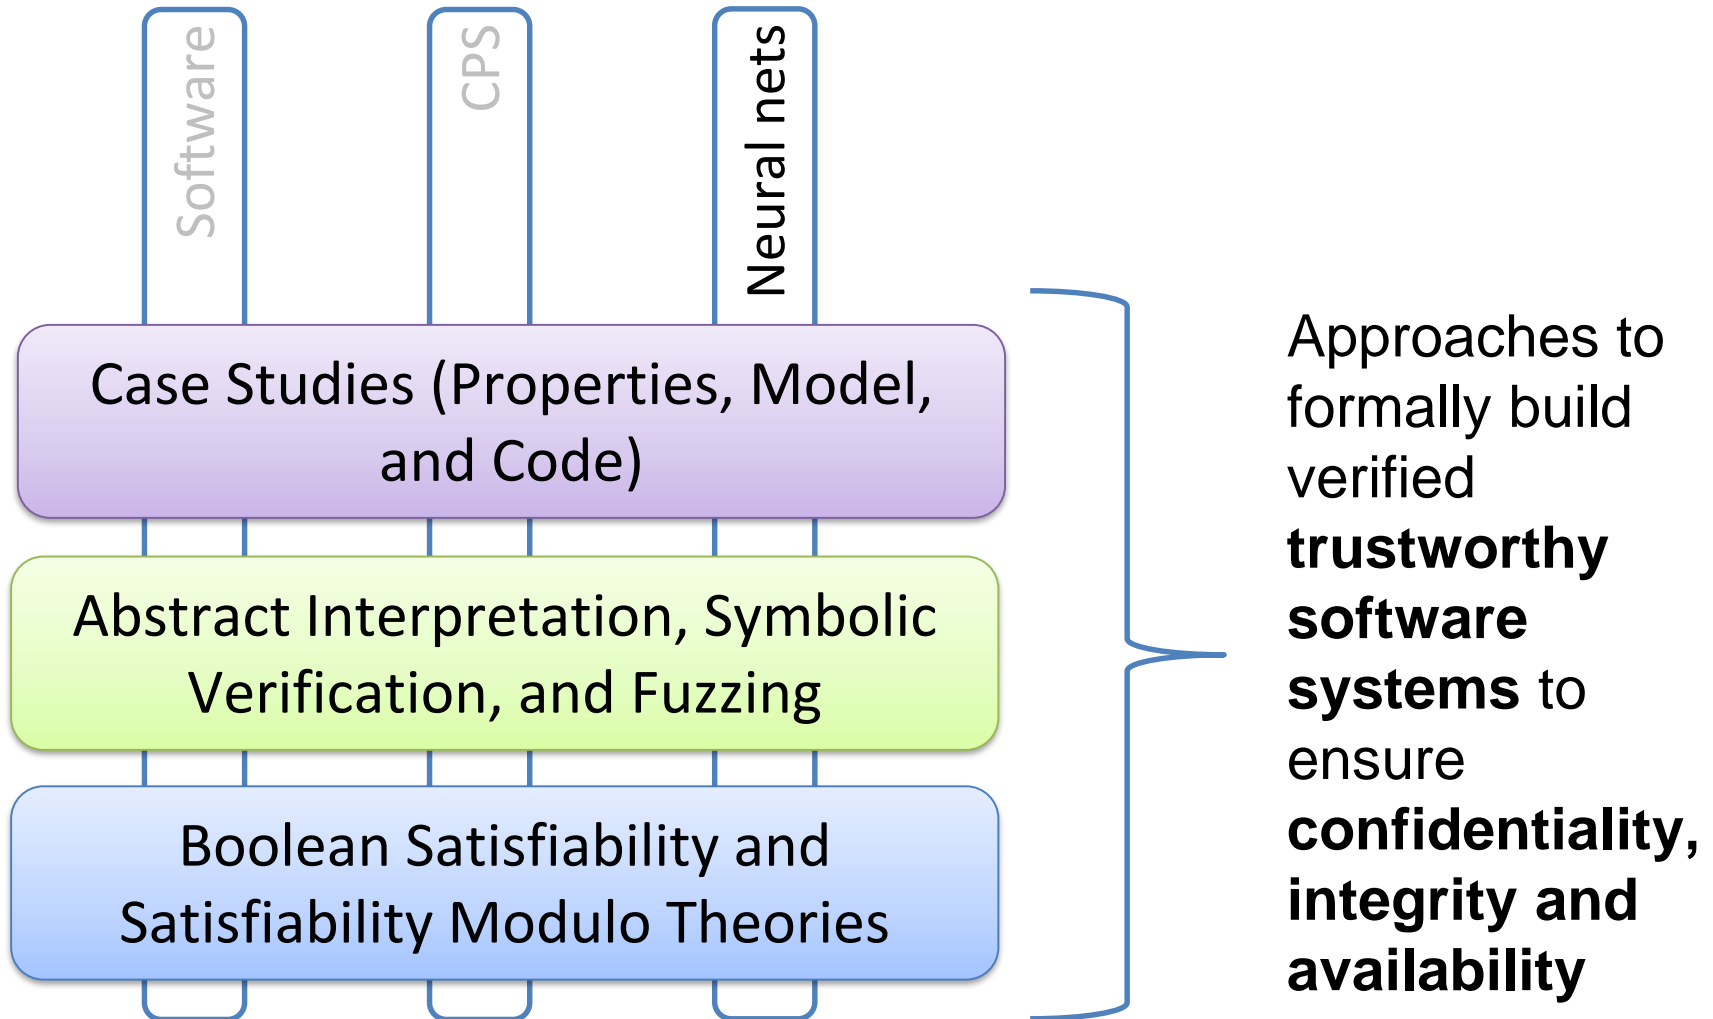 Software
CPS
Neural nets
Case Studies (Properties, Model,
and Code)
Abstract Interpretation, Symbolic
Verification, and Fuzzing
Boolean Satisfiability and
Satisfiability Modulo Theories
Approaches to
formally build
verified
trustworthy
software
systems to
ensure
confidentiality,
integrity and
availability